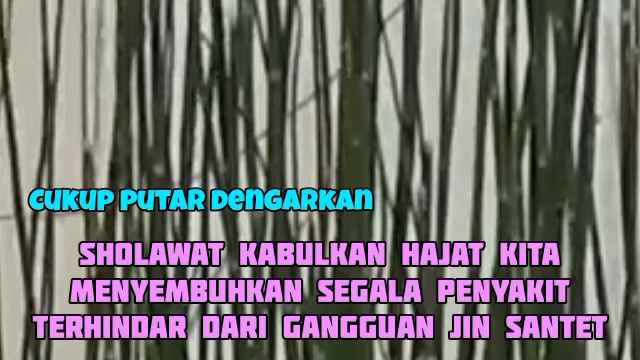 CUKUP PUTAR DENGARKAN
SHOLAWAT KABULKAN HAJAT KITA
MENYEMBUHKAN SEGALA PENYAKIT
TERHINDAR DARI GANGGUAN JIN SANTET